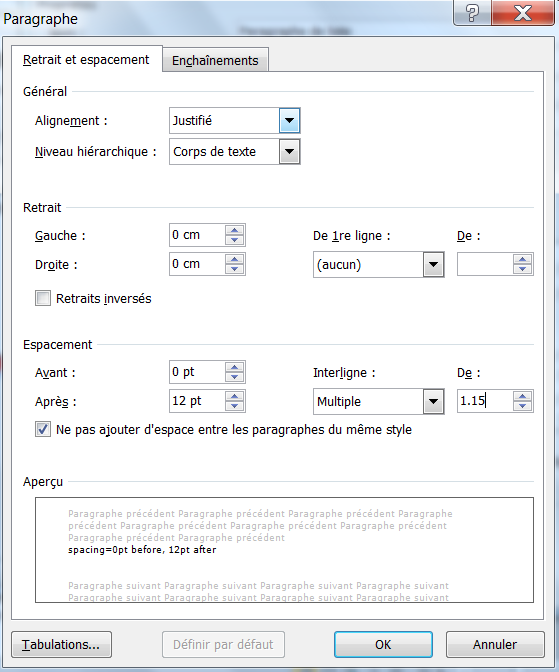 Paragraphe
Retrait et espacement Enchaînements
Général
Alignement : Justifié
Niveau hiérarchique : Corps de texte
Retrait
Gauche : 0 cm De 1re ligne : De :
Droite : 0 cm (aucun)
Retraits inversés
Espacement
Avant : 0 pt Interligne : De :
Après : 12 pt Multiple 1.15
Ne pas ajouter d'espace entre les paragraphes du même style
Aperçu
Paragraphe précédent Paragraphe précédent Paragraphe précédent Paragraphe
précédent Paragraphe précédent Paragraphe précédent Paragraphe précédent
Paragraphe précédent Paragraphe précédent
spacing=0pt before, 12pt after
Paragraphe suivant Paragraphe suivant Paragraphe suivant Paragraphe suivant
Paragraphe suivant Paragraphe suivant Paragraphe suivant Paragraphe suivant
Tabulations... Définir par défaut OK Annuler